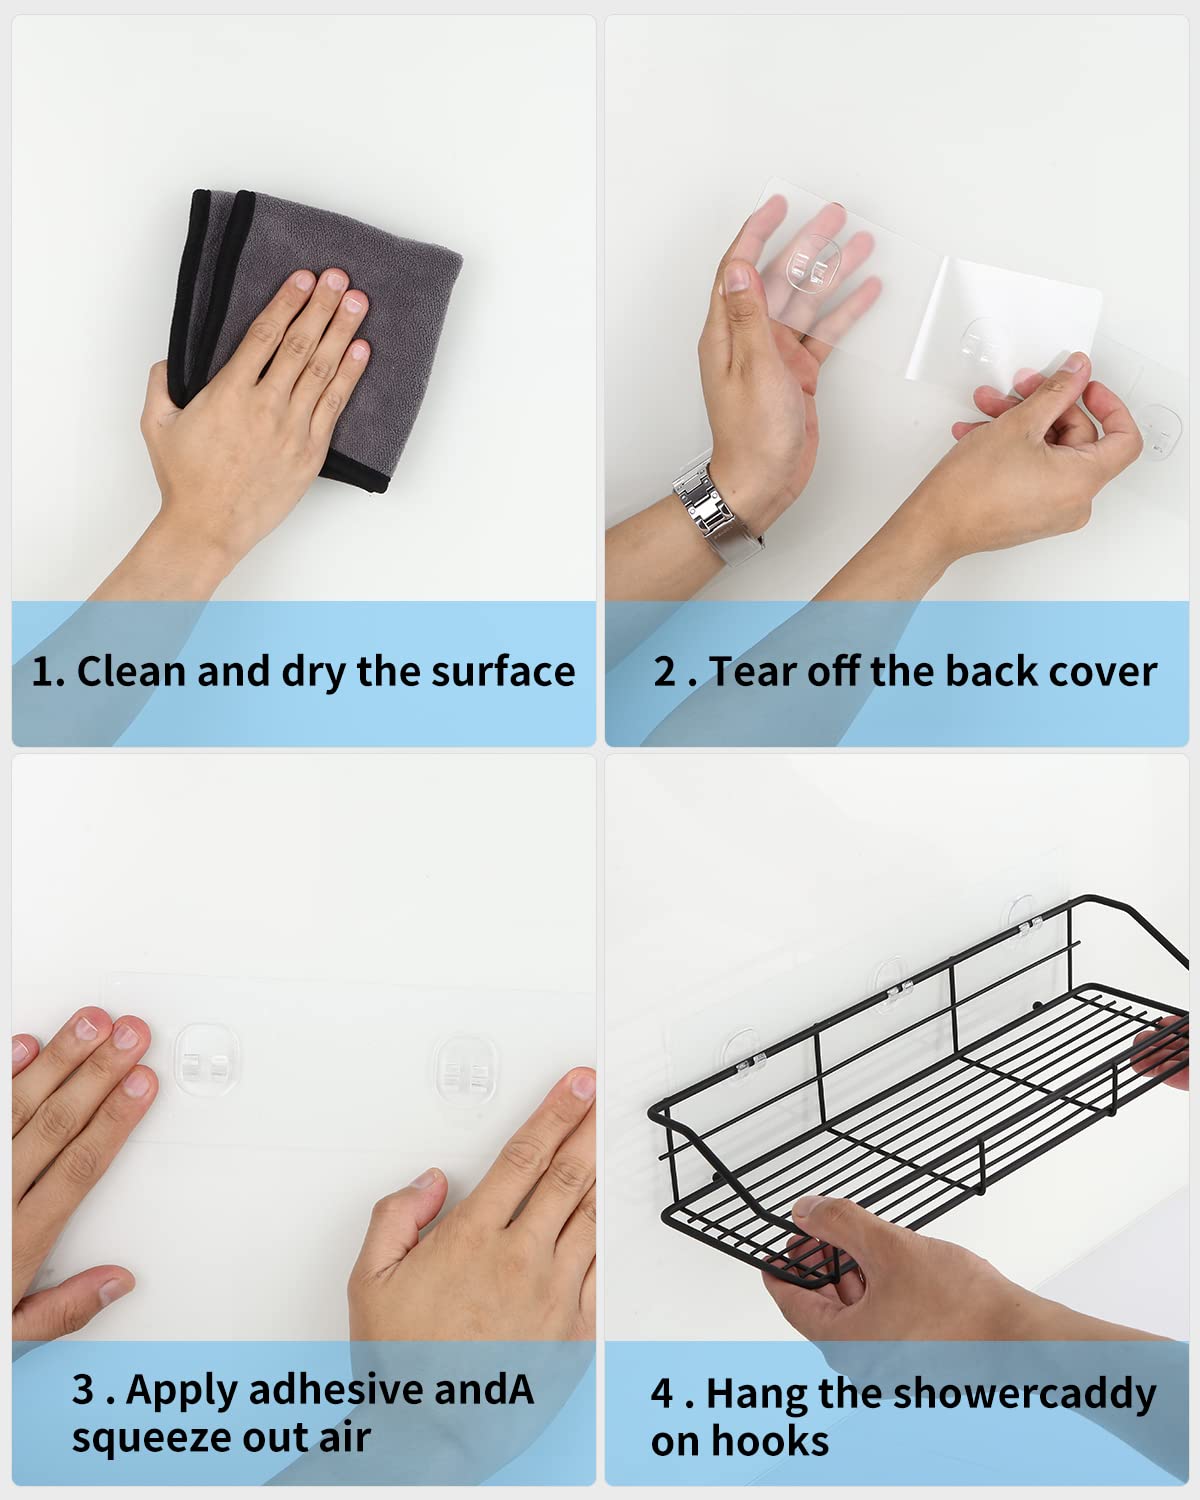 1. Clean and dry the surface
2 . Tear off the back cover
3 . Apply adhesive andA
squeeze out air
4 . Hang the showercaddy
on hooks